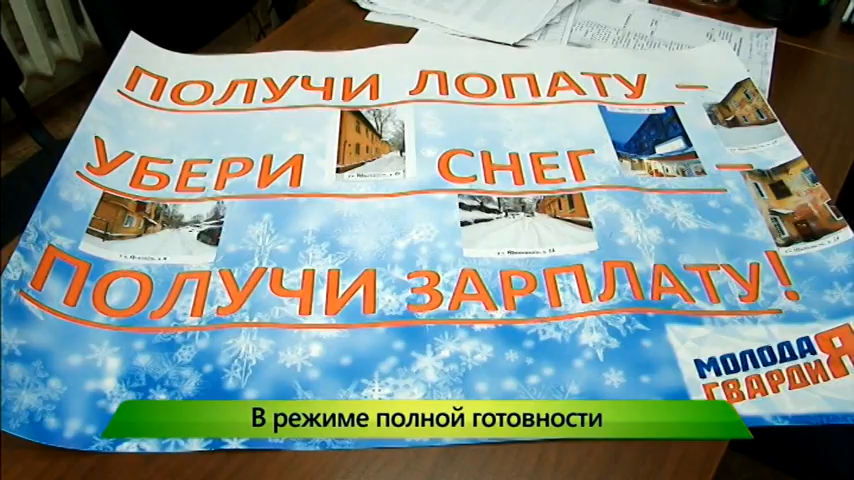 ПОЛУЧИ ЛОПАТУ –
УБЕРИ СНЕГ –
ПОЛУЧИ ЗАРПЛАТУ!
МОЛОДАЯ
ГВАРДИЯ
В режиме полной готовности